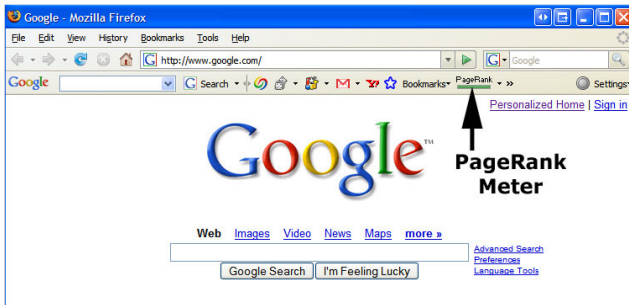 Google - Mozilla Firefox
File Edit View History Bookmarks Tools Help
G http://www.google.com/ G Google
Google G Search M Y? Bookmarks PageRank » Settings
Personalized Home | Sign in
Google™
PageRank
Meter
Web Images Video News Maps more »
Advanced Search
Preferences
Language Tools
Google Search I'm Feeling Lucky